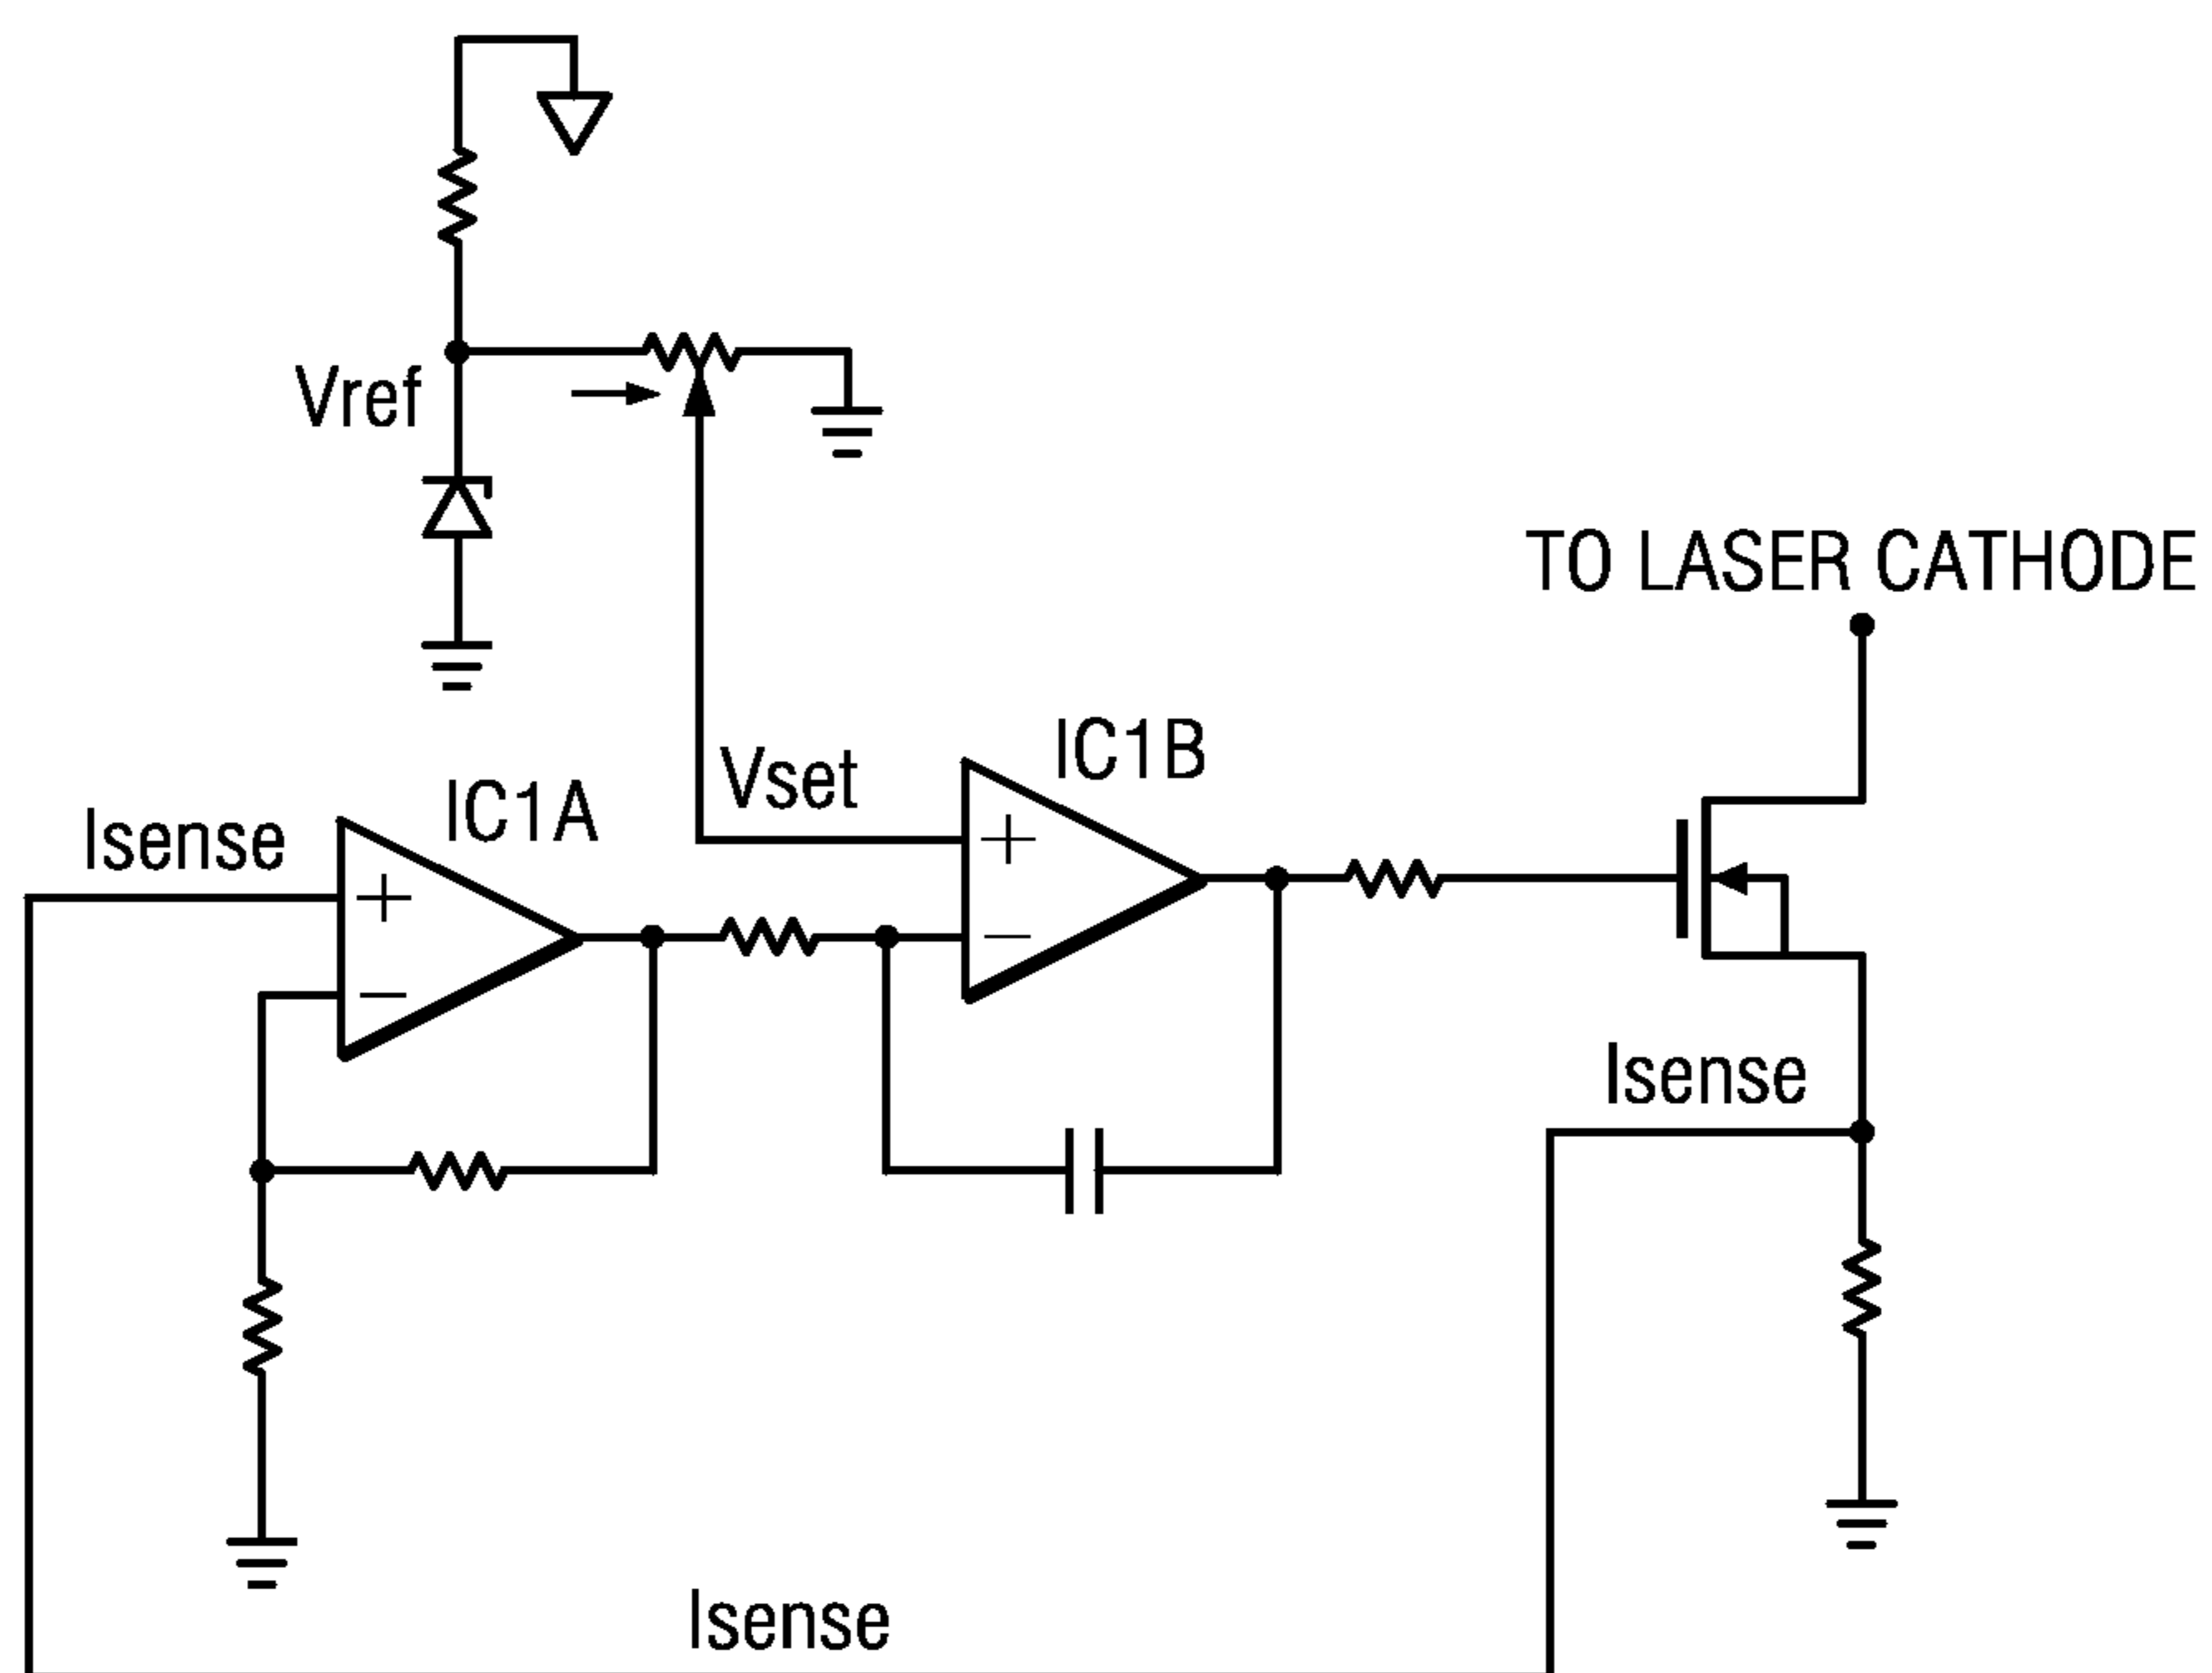 Vref
TO LASER CATHODE
IC1B
Vset
IC1A
Isense
+
+
−
−
Isense
Isense